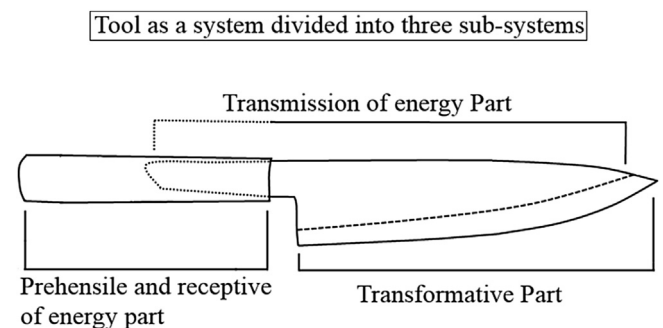 Tool as a system divided into three sub-systems
Transmission of energy Part
Prehensile and receptive
of energy part
Transformative Part